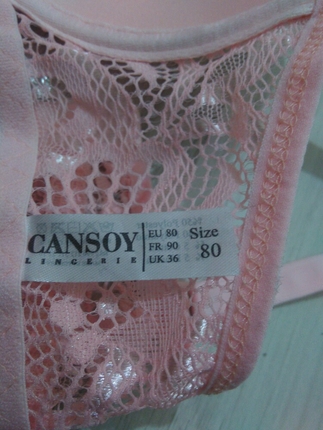 CANSOY
LINGERIE
EU 80
FR 90
UK 36
Size
80